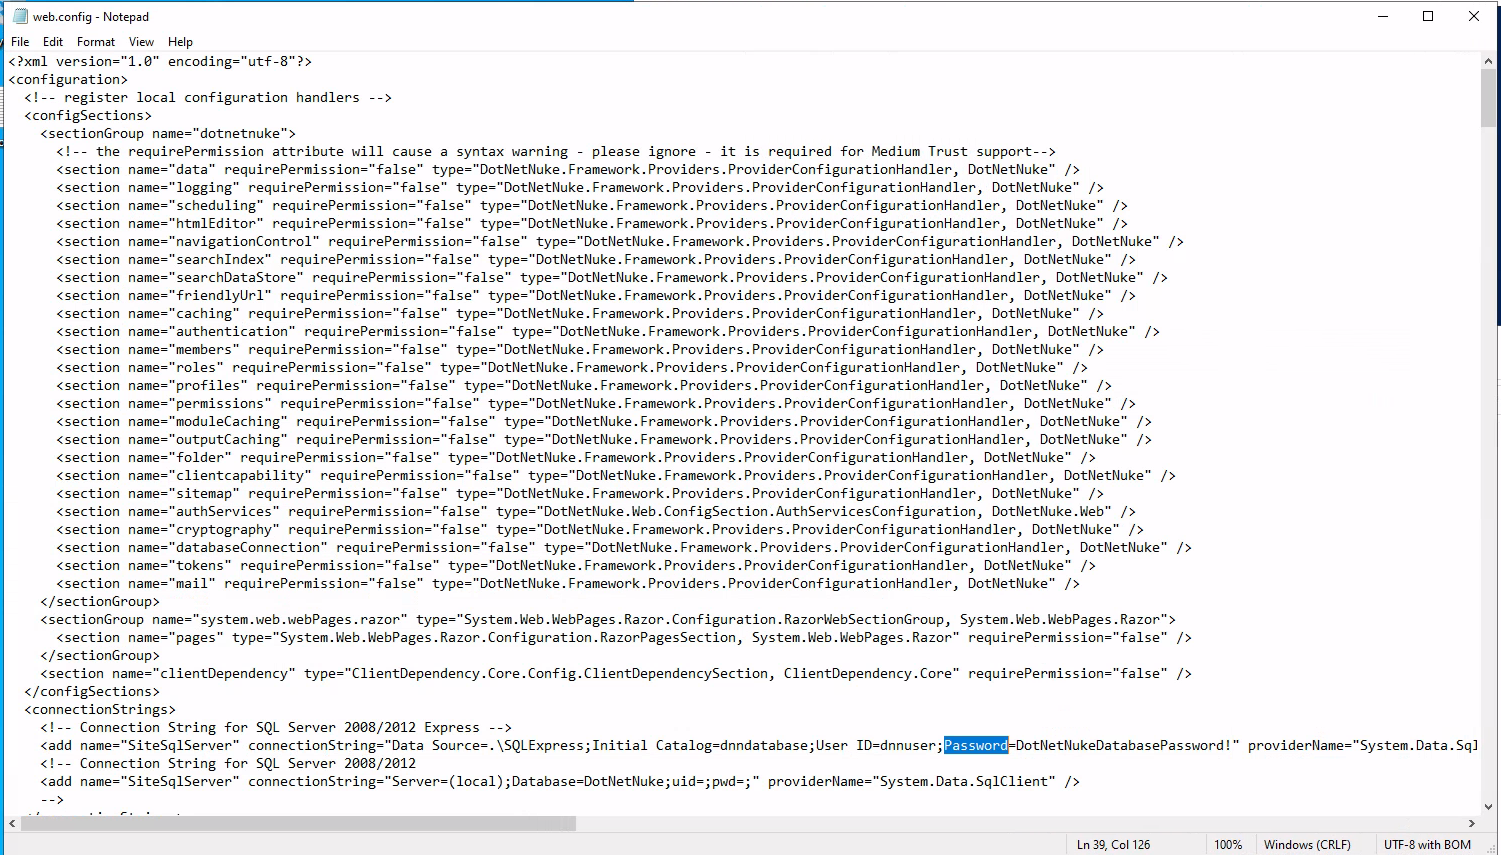 web.config - Notepad
File Edit Format View Help
<?xml version="1.0" encoding="utf-8"?>
<configuration>
  <!-- register local configuration handlers -->
  <configSections>
    <sectionGroup name="dotnetnuke">
      <!-- the requirePermission attribute will cause a syntax warning - please ignore - it is required for Medium Trust support-->
      <section name="data" requirePermission="false" type="DotNetNuke.Framework.Providers.ProviderConfigurationHandler, DotNetNuke" />
      <section name="logging" requirePermission="false" type="DotNetNuke.Framework.Providers.ProviderConfigurationHandler, DotNetNuke" />
      <section name="scheduling" requirePermission="false" type="DotNetNuke.Framework.Providers.ProviderConfigurationHandler, DotNetNuke" />
      <section name="htmlEditor" requirePermission="false" type="DotNetNuke.Framework.Providers.ProviderConfigurationHandler, DotNetNuke" />
      <section name="navigationControl" requirePermission="false" type="DotNetNuke.Framework.Providers.ProviderConfigurationHandler, DotNetNuke" />
      <section name="searchIndex" requirePermission="false" type="DotNetNuke.Framework.Providers.ProviderConfigurationHandler, DotNetNuke" />
      <section name="searchDataStore" requirePermission="false" type="DotNetNuke.Framework.Providers.ProviderConfigurationHandler, DotNetNuke" />
      <section name="friendlyUrl" requirePermission="false" type="DotNetNuke.Framework.Providers.ProviderConfigurationHandler, DotNetNuke" />
      <section name="caching" requirePermission="false" type="DotNetNuke.Framework.Providers.ProviderConfigurationHandler, DotNetNuke" />
      <section name="authentication" requirePermission="false" type="DotNetNuke.Framework.Providers.ProviderConfigurationHandler, DotNetNuke" />
      <section name="members" requirePermission="false" type="DotNetNuke.Framework.Providers.ProviderConfigurationHandler, DotNetNuke" />
      <section name="roles" requirePermission="false" type="DotNetNuke.Framework.Providers.ProviderConfigurationHandler, DotNetNuke" />
      <section name="profiles" requirePermission="false" type="DotNetNuke.Framework.Providers.ProviderConfigurationHandler, DotNetNuke" />
      <section name="permissions" requirePermission="false" type="DotNetNuke.Framework.Providers.ProviderConfigurationHandler, DotNetNuke" />
      <section name="moduleCaching" requirePermission="false" type="DotNetNuke.Framework.Providers.ProviderConfigurationHandler, DotNetNuke" />
      <section name="outputCaching" requirePermission="false" type="DotNetNuke.Framework.Providers.ProviderConfigurationHandler, DotNetNuke" />
      <section name="folder" requirePermission="false" type="DotNetNuke.Framework.Providers.ProviderConfigurationHandler, DotNetNuke" />
      <section name="clientcapability" requirePermission="false" type="DotNetNuke.Framework.Providers.ProviderConfigurationHandler, DotNetNuke" />
      <section name="sitemap" requirePermission="false" type="DotNetNuke.Framework.Providers.ProviderConfigurationHandler, DotNetNuke" />
      <section name="authServices" requirePermission="false" type="DotNetNuke.Web.ConfigSection.AuthServicesConfiguration, DotNetNuke.Web" />
      <section name="cryptography" requirePermission="false" type="DotNetNuke.Framework.Providers.ProviderConfigurationHandler, DotNetNuke" />
      <section name="databaseConnection" requirePermission="false" type="DotNetNuke.Framework.Providers.ProviderConfigurationHandler, DotNetNuke" />
      <section name="tokens" requirePermission="false" type="DotNetNuke.Framework.Providers.ProviderConfigurationHandler, DotNetNuke" />
      <section name="mail" requirePermission="false" type="DotNetNuke.Framework.Providers.ProviderConfigurationHandler, DotNetNuke" />
    </sectionGroup>
    <sectionGroup name="system.web.webPages.razor" type="System.Web.WebPages.Razor.Configuration.RazorWebSectionGroup, System.Web.WebPages.Razor">
      <section name="pages" type="System.Web.WebPages.Razor.Configuration.RazorPagesSection, System.Web.WebPages.Razor" requirePermission="false" />
    </sectionGroup>
    <section name="clientDependency" type="ClientDependency.Core.Config.ClientDependencySection, ClientDependency.Core" requirePermission="false" />
  </configSections>
  <connectionStrings>
    <!-- Connection String for SQL Server 2008/2012 Express -->
    <add name="SiteSqlServer" connectionString="Data Source=.\SQLExpress;Initial Catalog=dnndatabase;User ID=dnnuser;Password=DotNetNukeDatabasePassword!" providerName="System.Data.Sql
    <!-- Connection String for SQL Server 2008/2012
    <add name="SiteSqlServer" connectionString="Server=(local);Database=DotNetNuke;uid=;pwd=;" providerName="System.Data.SqlClient" />
    -->
Ln 39, Col 126 100% Windows (CRLF) UTF-8 with BOM